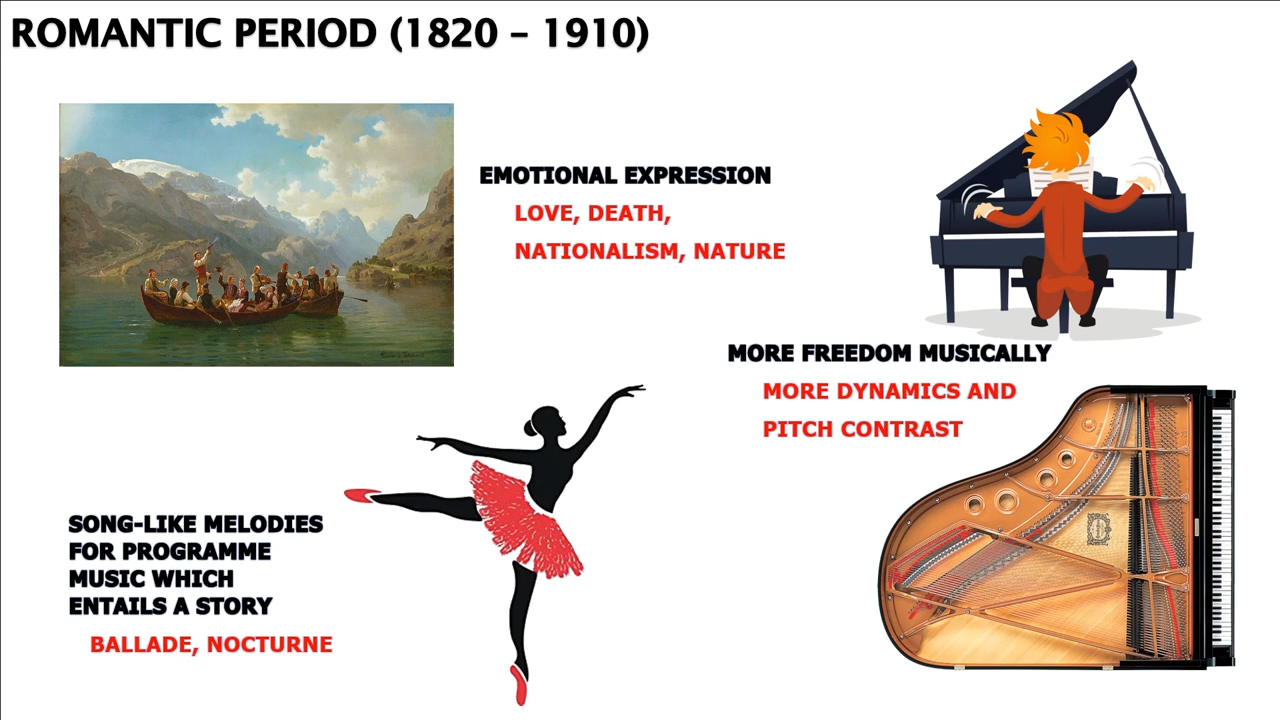 ROMANTIC PERIOD (1820 – 1910)
EMOTIONAL EXPRESSION
LOVE, DEATH,
NATIONALISM, NATURE
MORE FREEDOM MUSICALLY
MORE DYNAMICS AND
PITCH CONTRAST
SONG-LIKE MELODIES
FOR PROGRAMME
MUSIC WHICH
ENTAILS A STORY
BALLADE, NOCTURNE